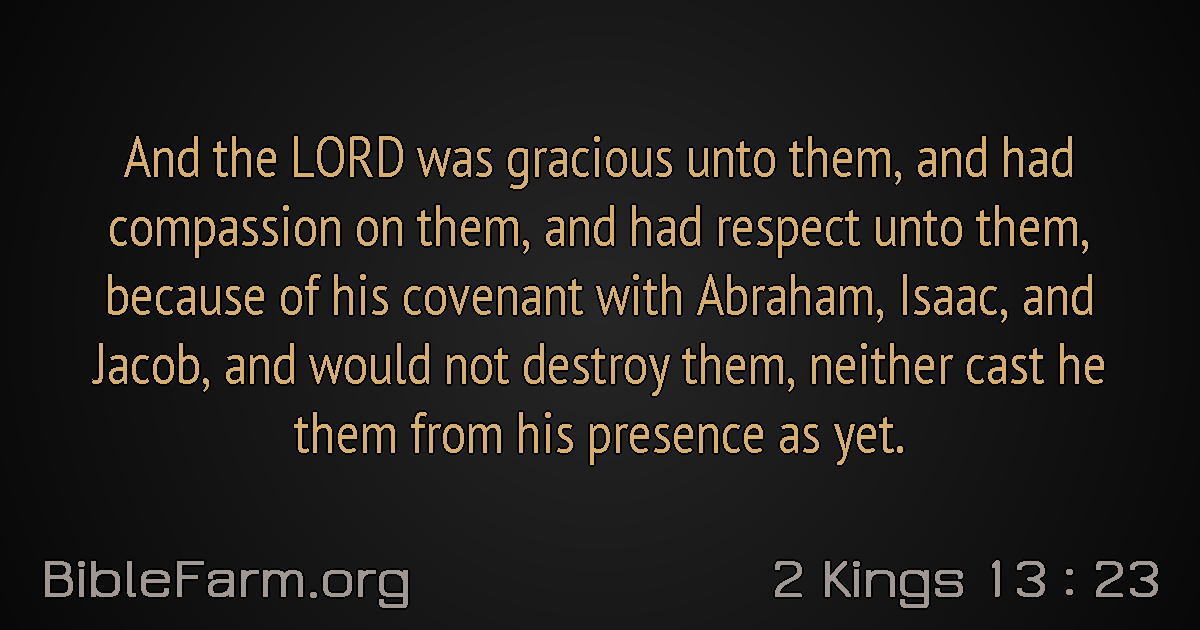 And the LORD was gracious unto them, and had
compassion on them, and had respect unto them,
because of his covenant with Abraham, Isaac, and
Jacob, and would not destroy them, neither cast he
them from his presence as yet.
BibleFarm.org
2 Kings 13 : 23